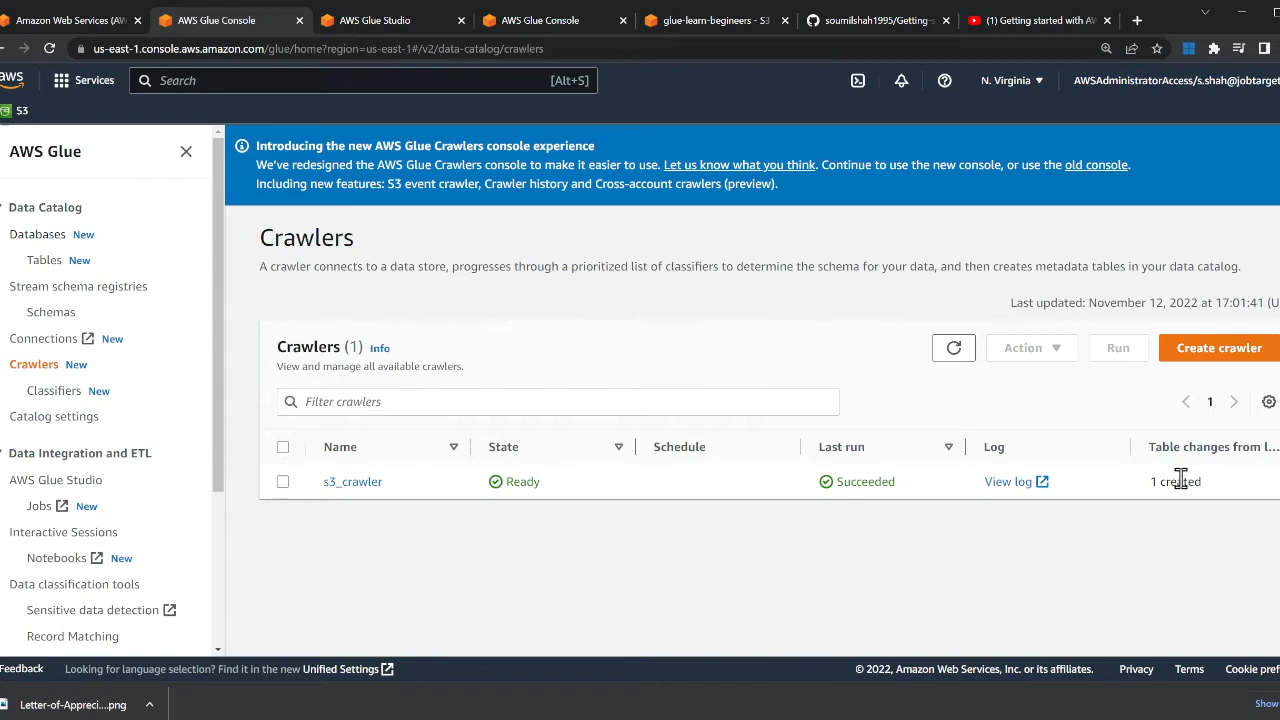 Amazon Web Services (AW
AWS Glue Console
AWS Glue Studio
AWS Glue Console
glue-learn-begineers - S3
soumilshah1995/Getting-s
(1) Getting started with AW
us-east-1.console.aws.amazon.com/glue/home?region=us-east-1#/v2/data-catalog/crawlers
aws
Services
Search
[Alt+S]
N. Virginia
AWSAdministratorAccess/s.shah@jobtarget
S3
AWS Glue
Data Catalog
Databases New
Tables New
Stream schema registries
Schemas
Connections New
Crawlers New
Classifiers New
Catalog settings
Data Integration and ETL
AWS Glue Studio
Jobs New
Interactive Sessions
Notebooks New
Data classification tools
Sensitive data detection
Record Matching
Introducing the new AWS Glue Crawlers console experience
We've redesigned the AWS Glue Crawlers console to make it easier to use. Let us know what you think. Continue to use the new console, or use the old console.
Including new features: S3 event crawler, Crawler history and Cross-account crawlers (preview).
Crawlers
A crawler connects to a data store, progresses through a prioritized list of classifiers to determine the schema for your data, and then creates metadata tables in your data catalog.
Last updated: November 12, 2022 at 17:01:41 (U
Crawlers (1) Info
View and manage all available crawlers.
Action
Run
Create crawler
Filter crawlers
1
Name State Schedule Last run Log Table changes from l...
s3_crawler Ready Succeeded View log 1 created
Feedback
Looking for language selection? Find it in the new Unified Settings
© 2022, Amazon Web Services, Inc. or its affiliates.
Privacy
Terms
Cookie pref
Letter-of-Appreci....png
Show